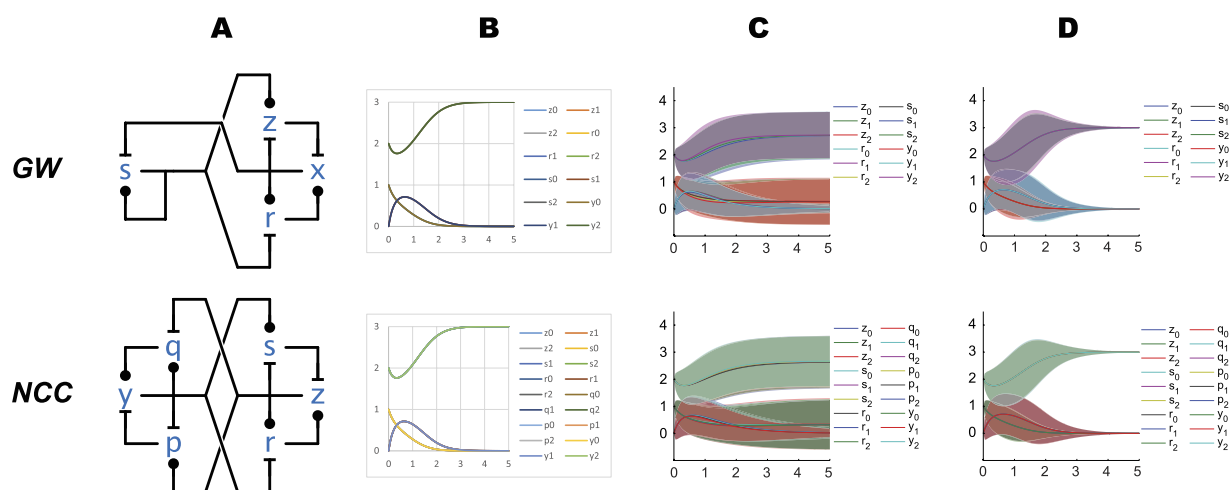 A B C D
GW
z
s x
r
3
2
1
0
0 1 2 3 4 5
z0 z1
z2 r0
r1 r2
s0 s1
s2 y0
y1 y2
4
3
2
1
0
0 1 2 3 4 5
z0 s0
z1 s1
z2 s2
r0 y0
r1 y1
r2 y2
4
3
2
1
0
0 1 2 3 4 5
z0 s0
z1 s1
z2 s2
r0 y0
r1 y1
r2 y2
NCC
q s
y z
p r
3
2
1
0
0 1 2 3 4 5
z0 z1
z2 s0
s1 s2
r0 r1
r2 q0
q1 q2
p0 p1
p2 y0
y1 y2
4
3
2
1
0
0 1 2 3 4 5
z0 q0
z1 q1
z2 q2
s0 p0
s1 p1
s2 p2
r0 y0
r1 y1
r2 y2
4
3
2
1
0
0 1 2 3 4 5
z0 q0
z1 q1
z2 q2
s0 p0
s1 p1
s2 p2
r0 y0
r1 y1
r2 y2